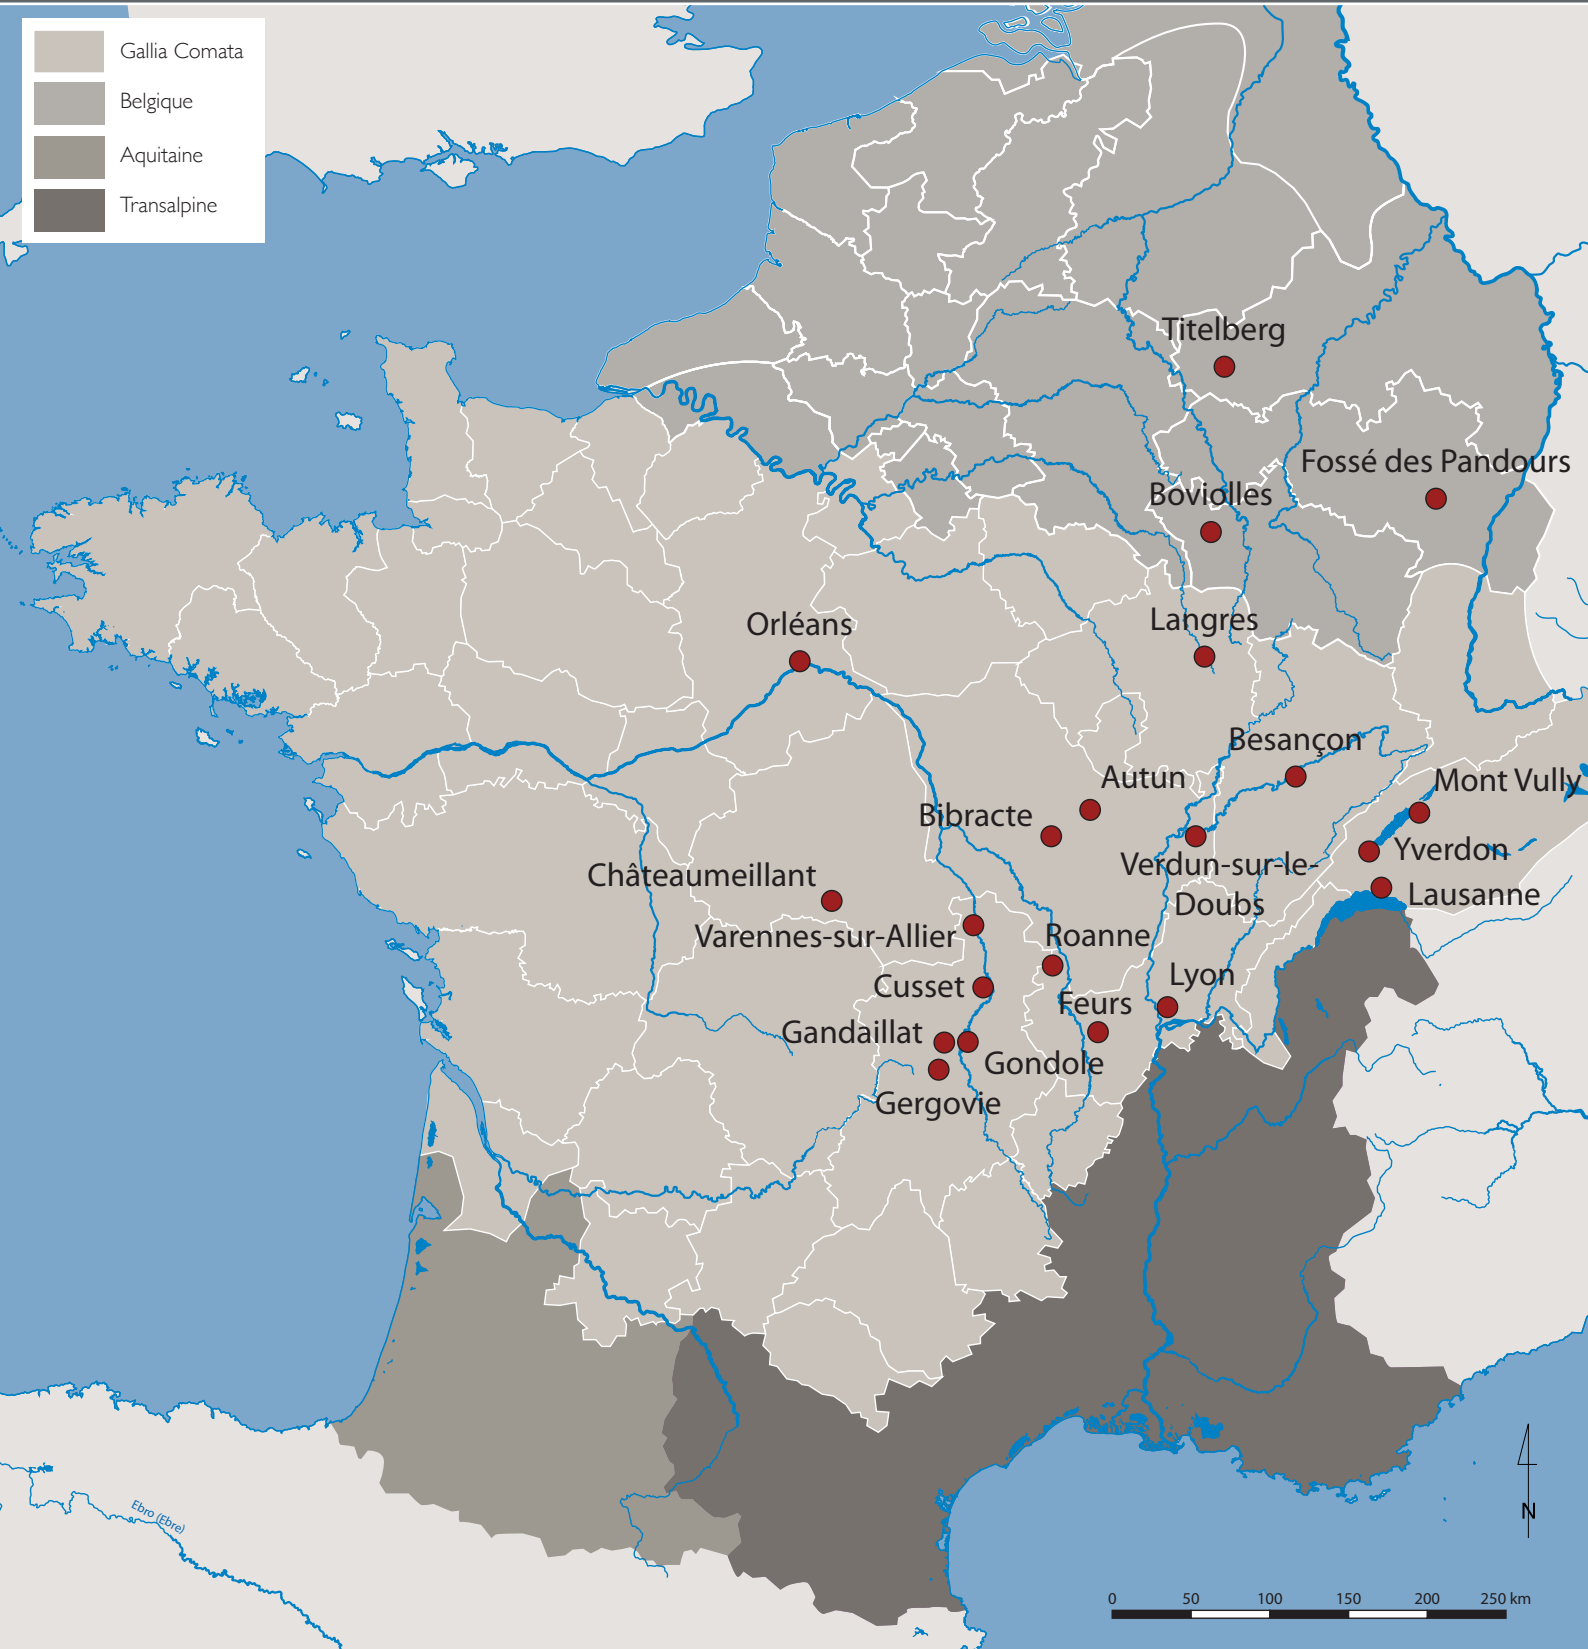 Gallia Comata
Belgique
Aquitaine
Transalpine
Titelberg
Fossé des Pandours
Boviolles
Langres
Orléans
Besançon
Autun
Mont Vully
Bibracte
Yverdon
Verdun-sur-le-
Doubs
Châteaumeillant
Lausanne
Varennes-sur-Allier
Roanne
Lyon
Cusset
Feurs
Gandaillat
Gondole
Gergovie
Ebro (Ebre)
N
0 50 100 150 200 250 km